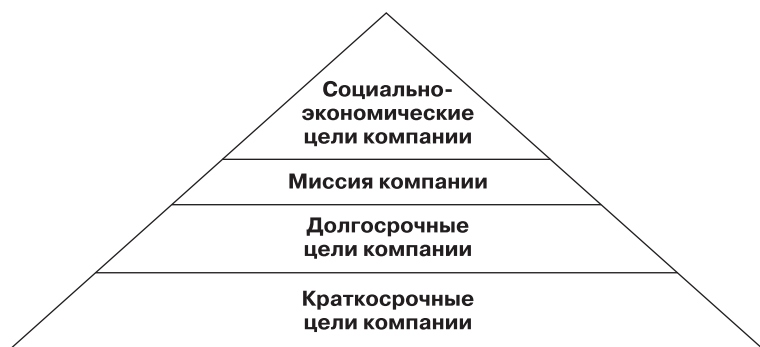 Социально-
экономические
цели компании
Миссия компании
Долгосрочные
цели компании
Краткосрочные
цели компании